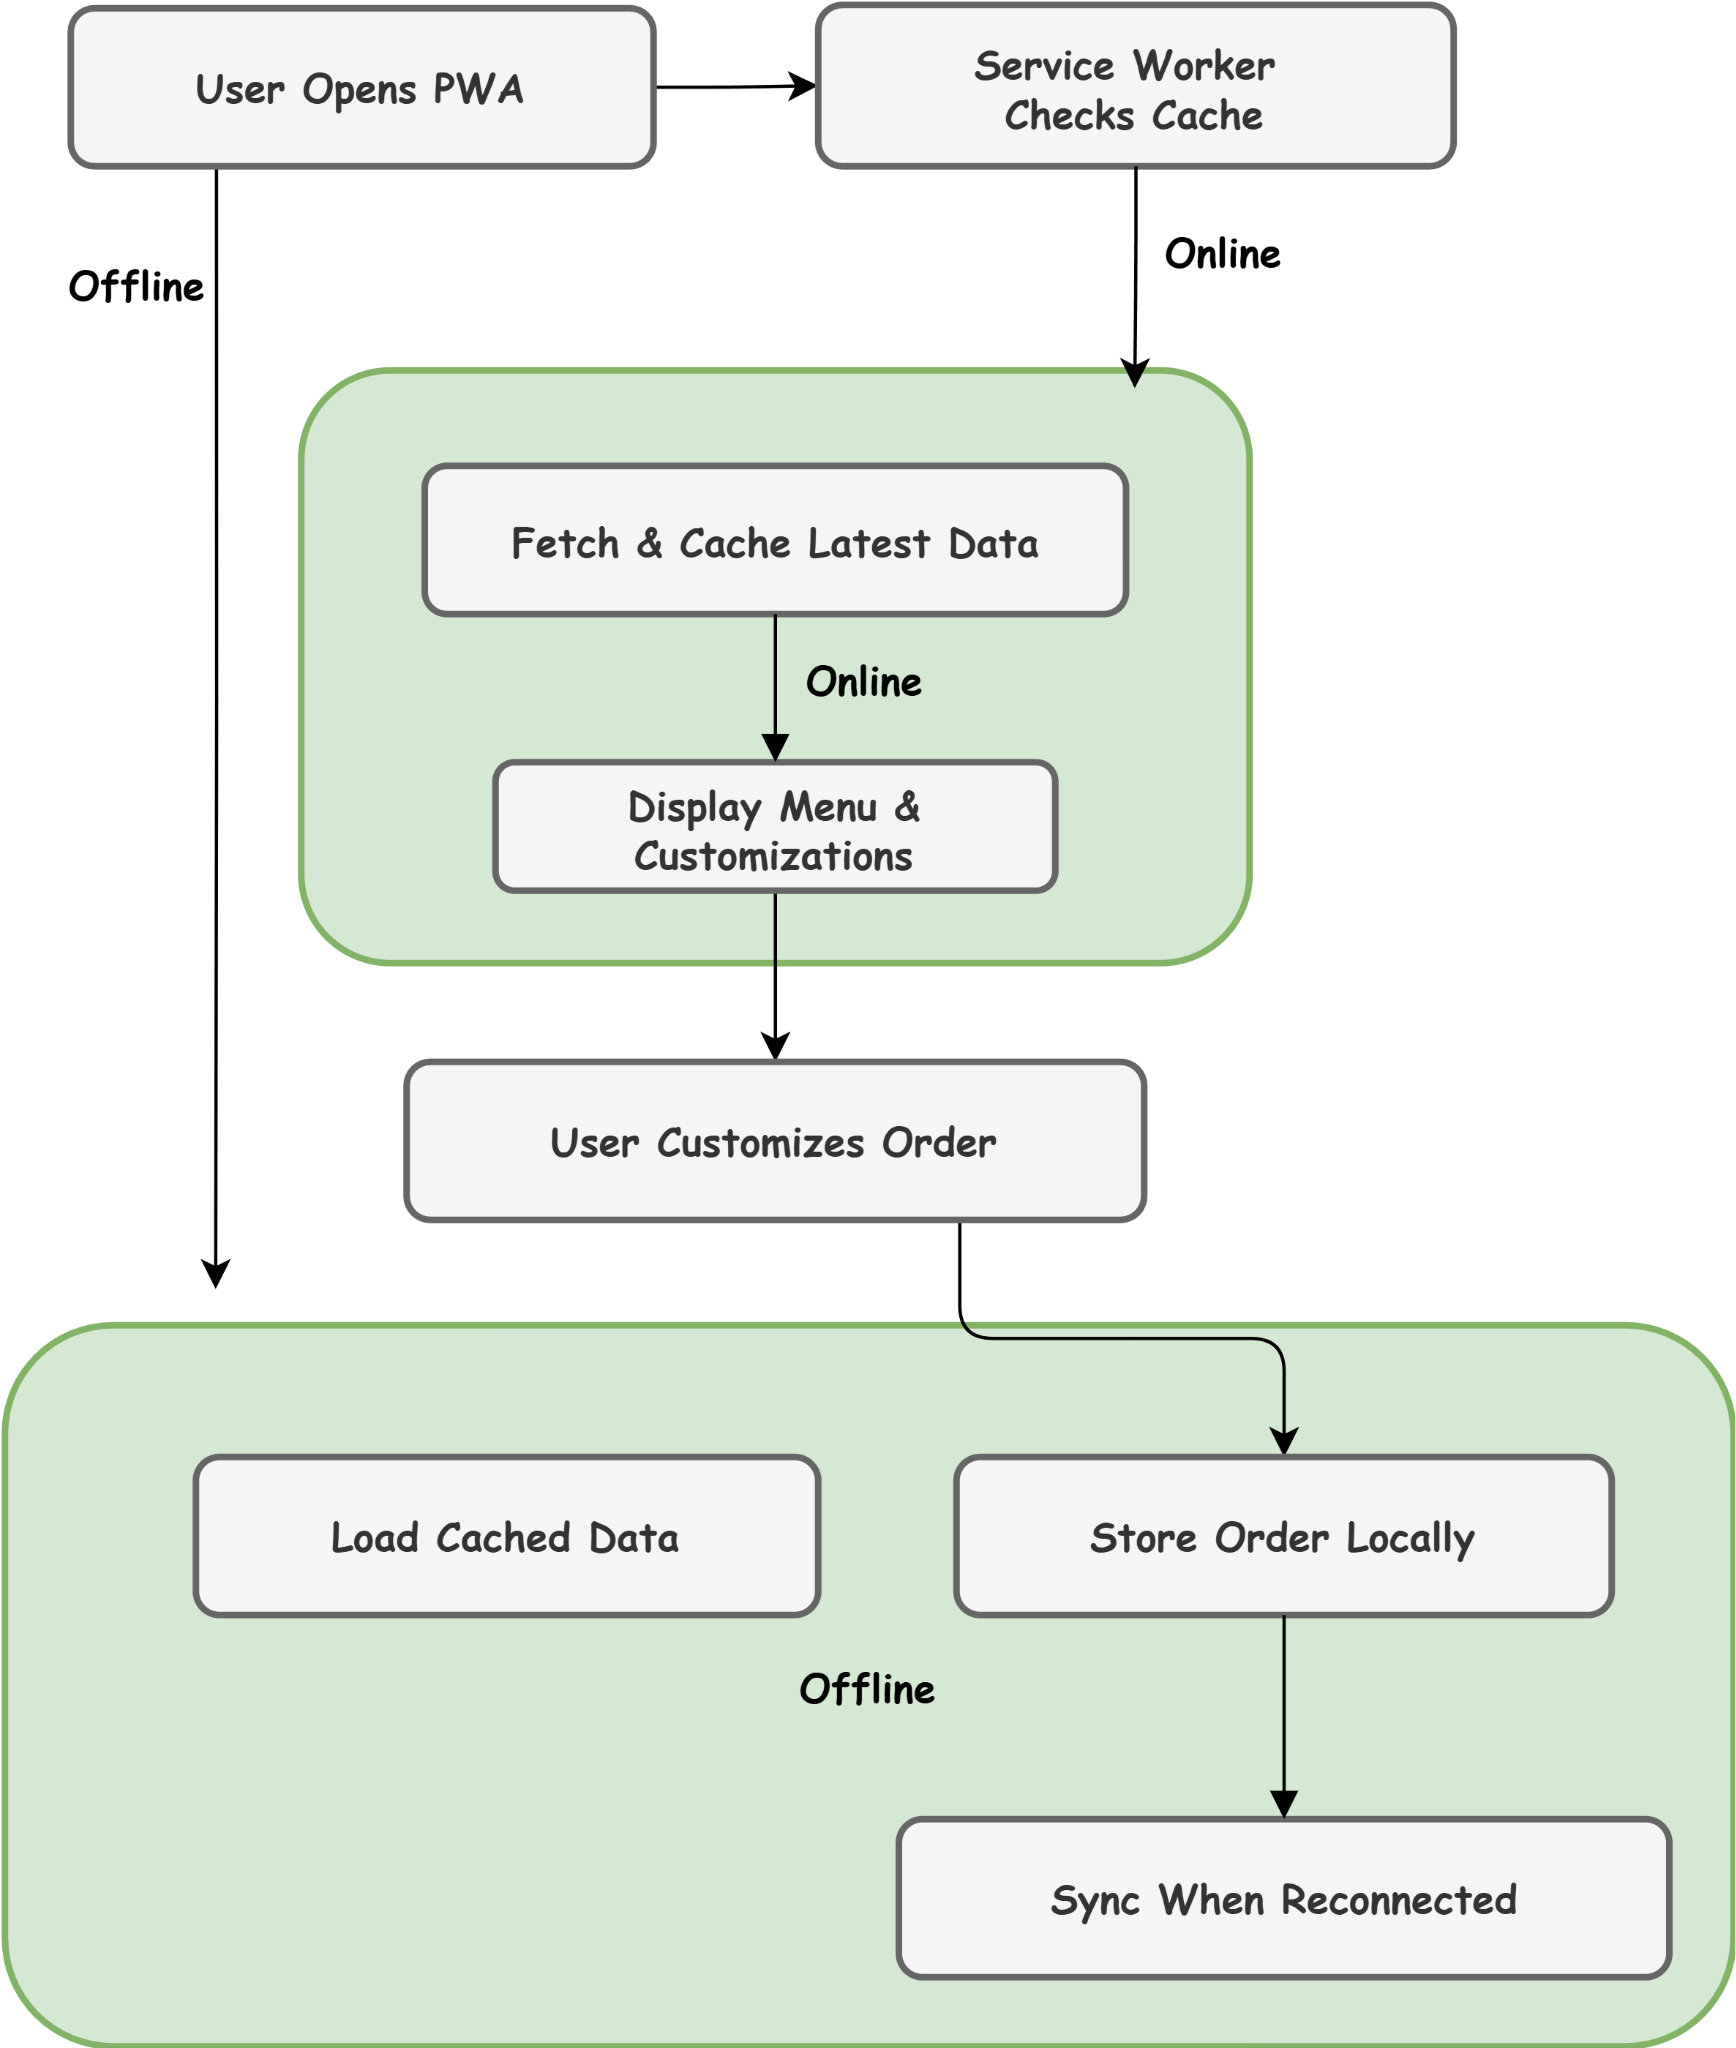 User Opens PWA
Service Worker
Checks Cache
Offline
Online
Fetch & Cache Latest Data
Online
Display Menu &
Customizations
User Customizes Order
Load Cached Data
Store Order Locally
Offline
Sync When Reconnected